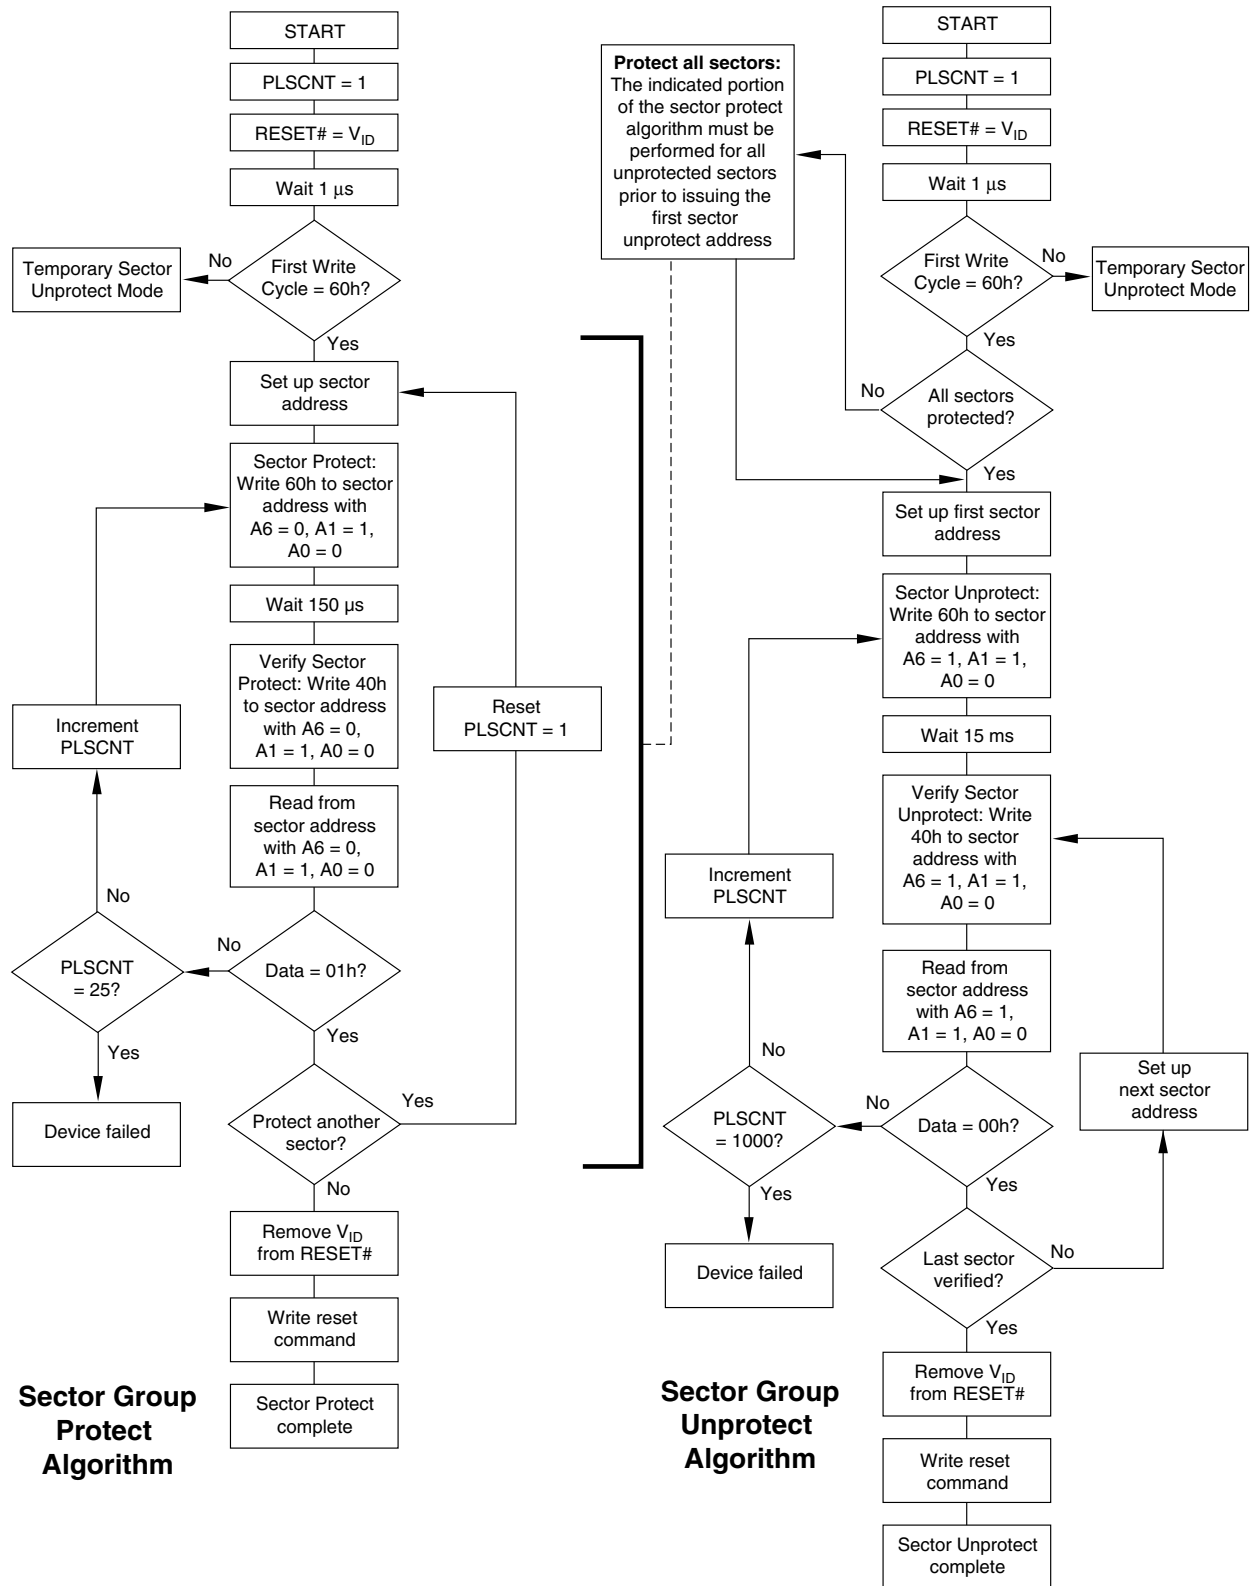 START
PLSCNT = 1
RESET# = VID
Wait 1 μs
First Write
Cycle = 60h?
No
Temporary Sector
Unprotect Mode
Yes
Set up sector
address
Sector Protect:
Write 60h to sector
address with
A6 = 0, A1 = 1,
A0 = 0
Wait 150 µs
Verify Sector
Protect: Write 40h
to sector address
with A6 = 0,
A1 = 1, A0 = 0
Reset
PLSCNT = 1
Increment
PLSCNT
Read from
sector address
with A6 = 0,
A1 = 1, A0 = 0
No
No
PLSCNT
= 25?
Data = 01h?
Yes
Yes
Device failed
Protect another
sector?
Yes
No
Remove VID
from RESET#
Write reset
command
Sector Protect
complete
Sector Group
Protect
Algorithm
Protect all sectors:
The indicated portion
of the sector protect
algorithm must be
performed for all
unprotected sectors
prior to issuing the
first sector
unprotect address
START
PLSCNT = 1
RESET# = VID
Wait 1 μs
First Write
Cycle = 60h?
No
Temporary Sector
Unprotect Mode
Yes
No
All sectors
protected?
Yes
Set up first sector
address
Sector Unprotect:
Write 60h to sector
address with
A6 = 1, A1 = 1,
A0 = 0
Wait 15 ms
Verify Sector
Unprotect: Write
40h to sector
address with
A6 = 1, A1 = 1,
A0 = 0
Increment
PLSCNT
Read from
sector address
with A6 = 1,
A1 = 1, A0 = 0
No
No
PLSCNT
= 1000?
Data = 00h?
Set up
next sector
address
Yes
Yes
Device failed
Last sector
verified?
No
Yes
Remove VID
from RESET#
Write reset
command
Sector Unprotect
complete
Sector Group
Unprotect
Algorithm